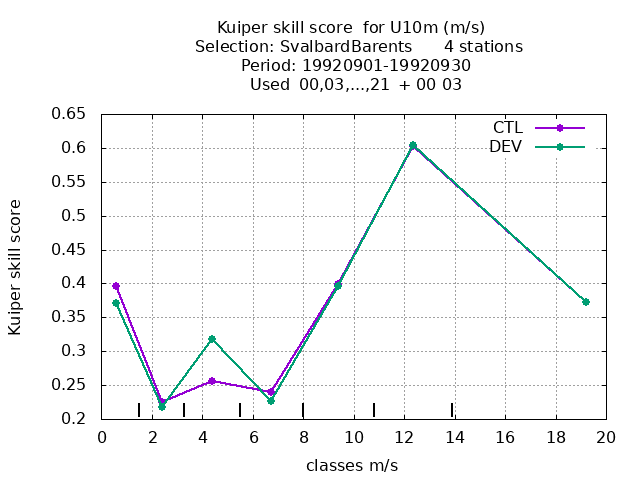 Kuiper skill score  for U10m (m/s)
Selection: SvalbardBarents      4 stations
Period: 19920901-19920930
Used  00,03,...,21  + 00 03
CTL
DEV
0.65
0.6
0.55
0.5
0.45
0.4
0.35
0.3
0.25
0.2
Kuiper skill score
0 2 4 6 8 10 12 14 16 18 20
classes m/s